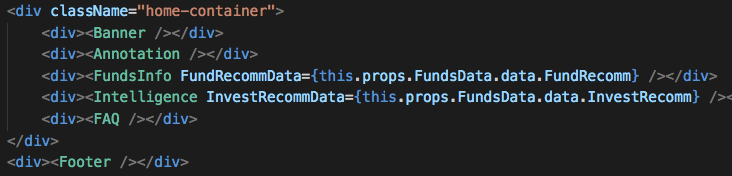 <div className="home-container">
<div><Banner /></div>
<div><Annotation /></div>
<div><FundsInfo FundRecommData={this.props.FundsData.data.FundRecomm} /></div>
<div><Intelligence InvestRecommData={this.props.FundsData.data.InvestRecomm} /><
<div><FAQ /></div>
</div>
<div><Footer /></div>